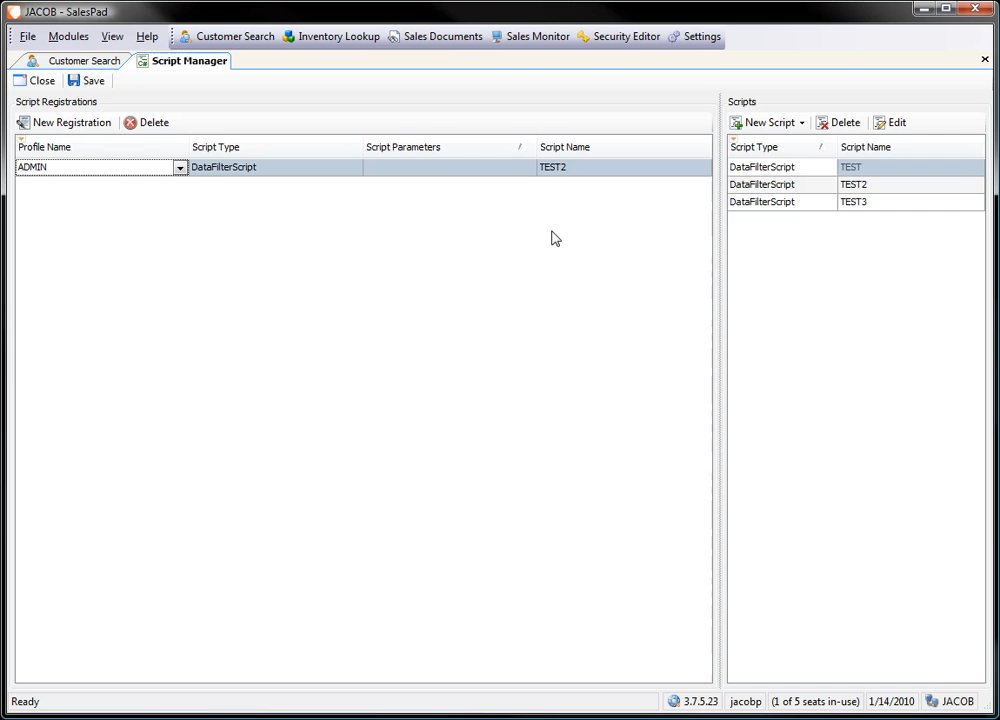 JACOB - SalesPad
File Modules View Help Customer Search Inventory Lookup Sales Documents Sales Monitor Security Editor Settings
Customer Search Script Manager
Close Save
Script Registrations
New Registration Delete
Profile Name Script Type Script Parameters Script Name
ADMIN DataFilterScript TEST2
Scripts
New Script Delete Edit
Script Type Script Name
DataFilterScript TEST
DataFilterScript TEST2
DataFilterScript TEST3
Ready 3.7.5.23 jacobp (1 of 5 seats in-use) 1/14/2010 JACOB